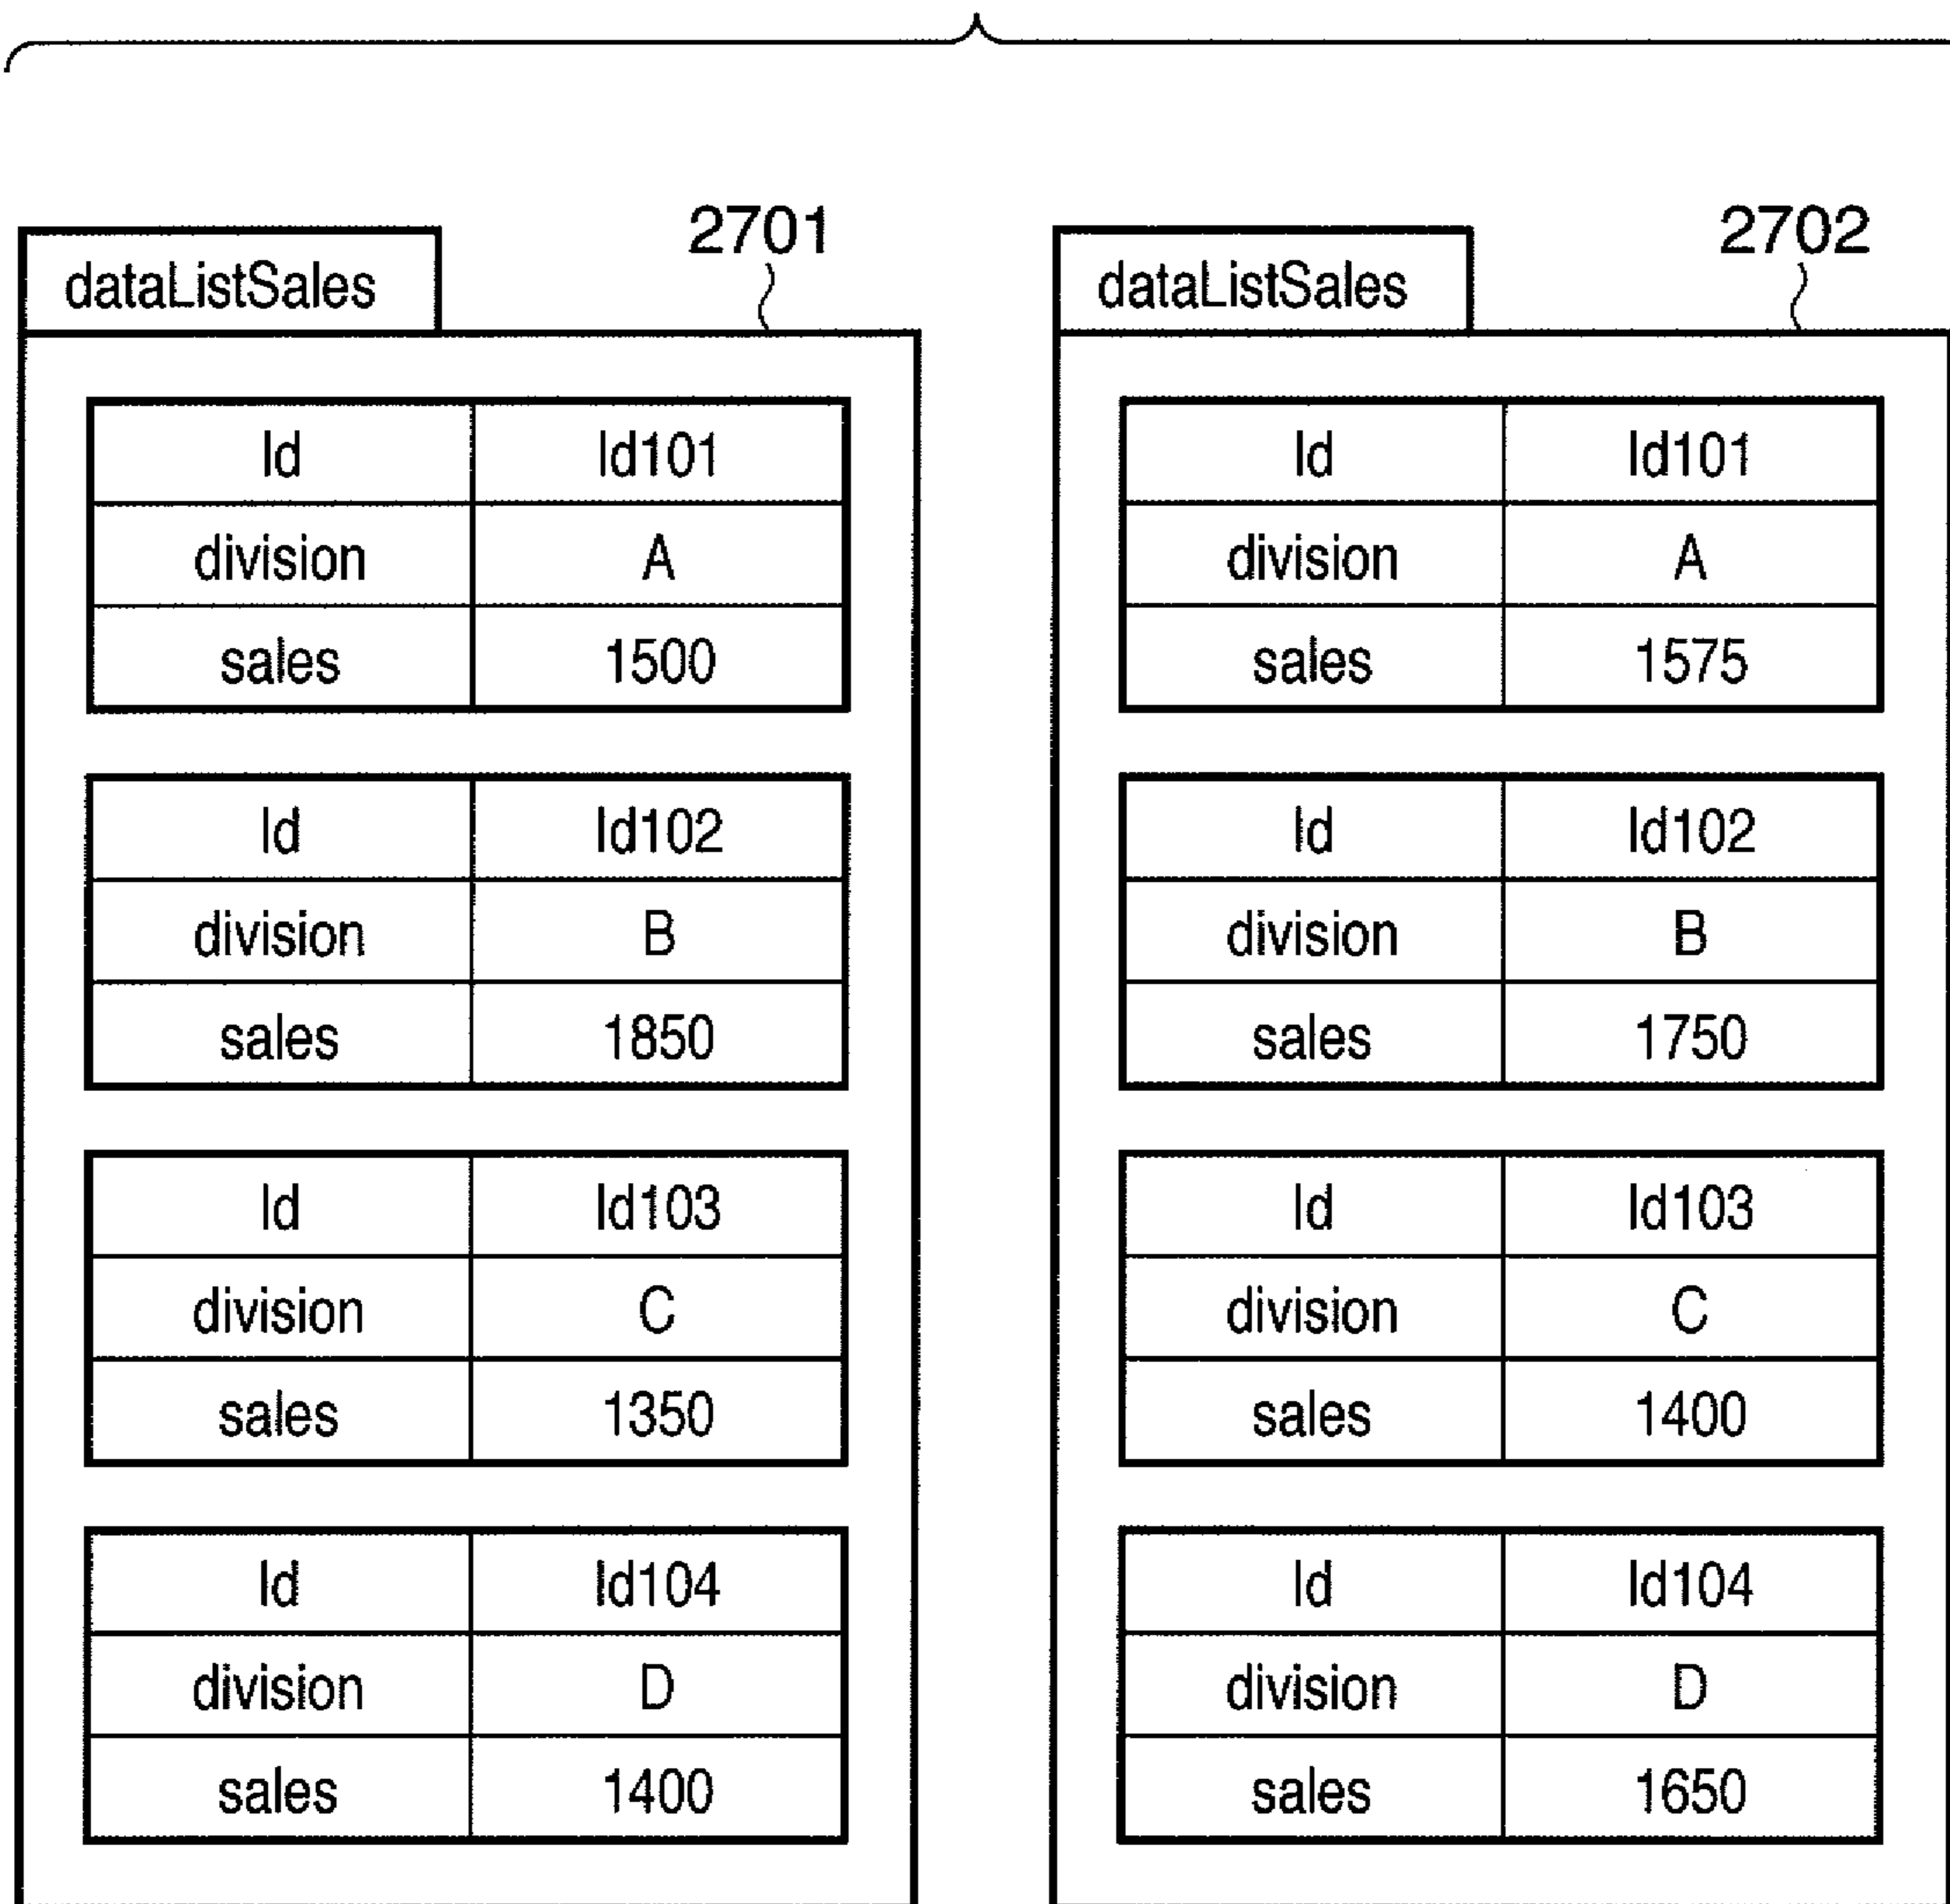 2701
dataListSales
Id Id101
division A
sales 1500
Id Id102
division B
sales 1850
Id Id103
division C
sales 1350
Id Id104
division D
sales 1400
2702
dataListSales
Id Id101
division A
sales 1575
Id Id102
division B
sales 1750
Id Id103
division C
sales 1400
Id Id104
division D
sales 1650